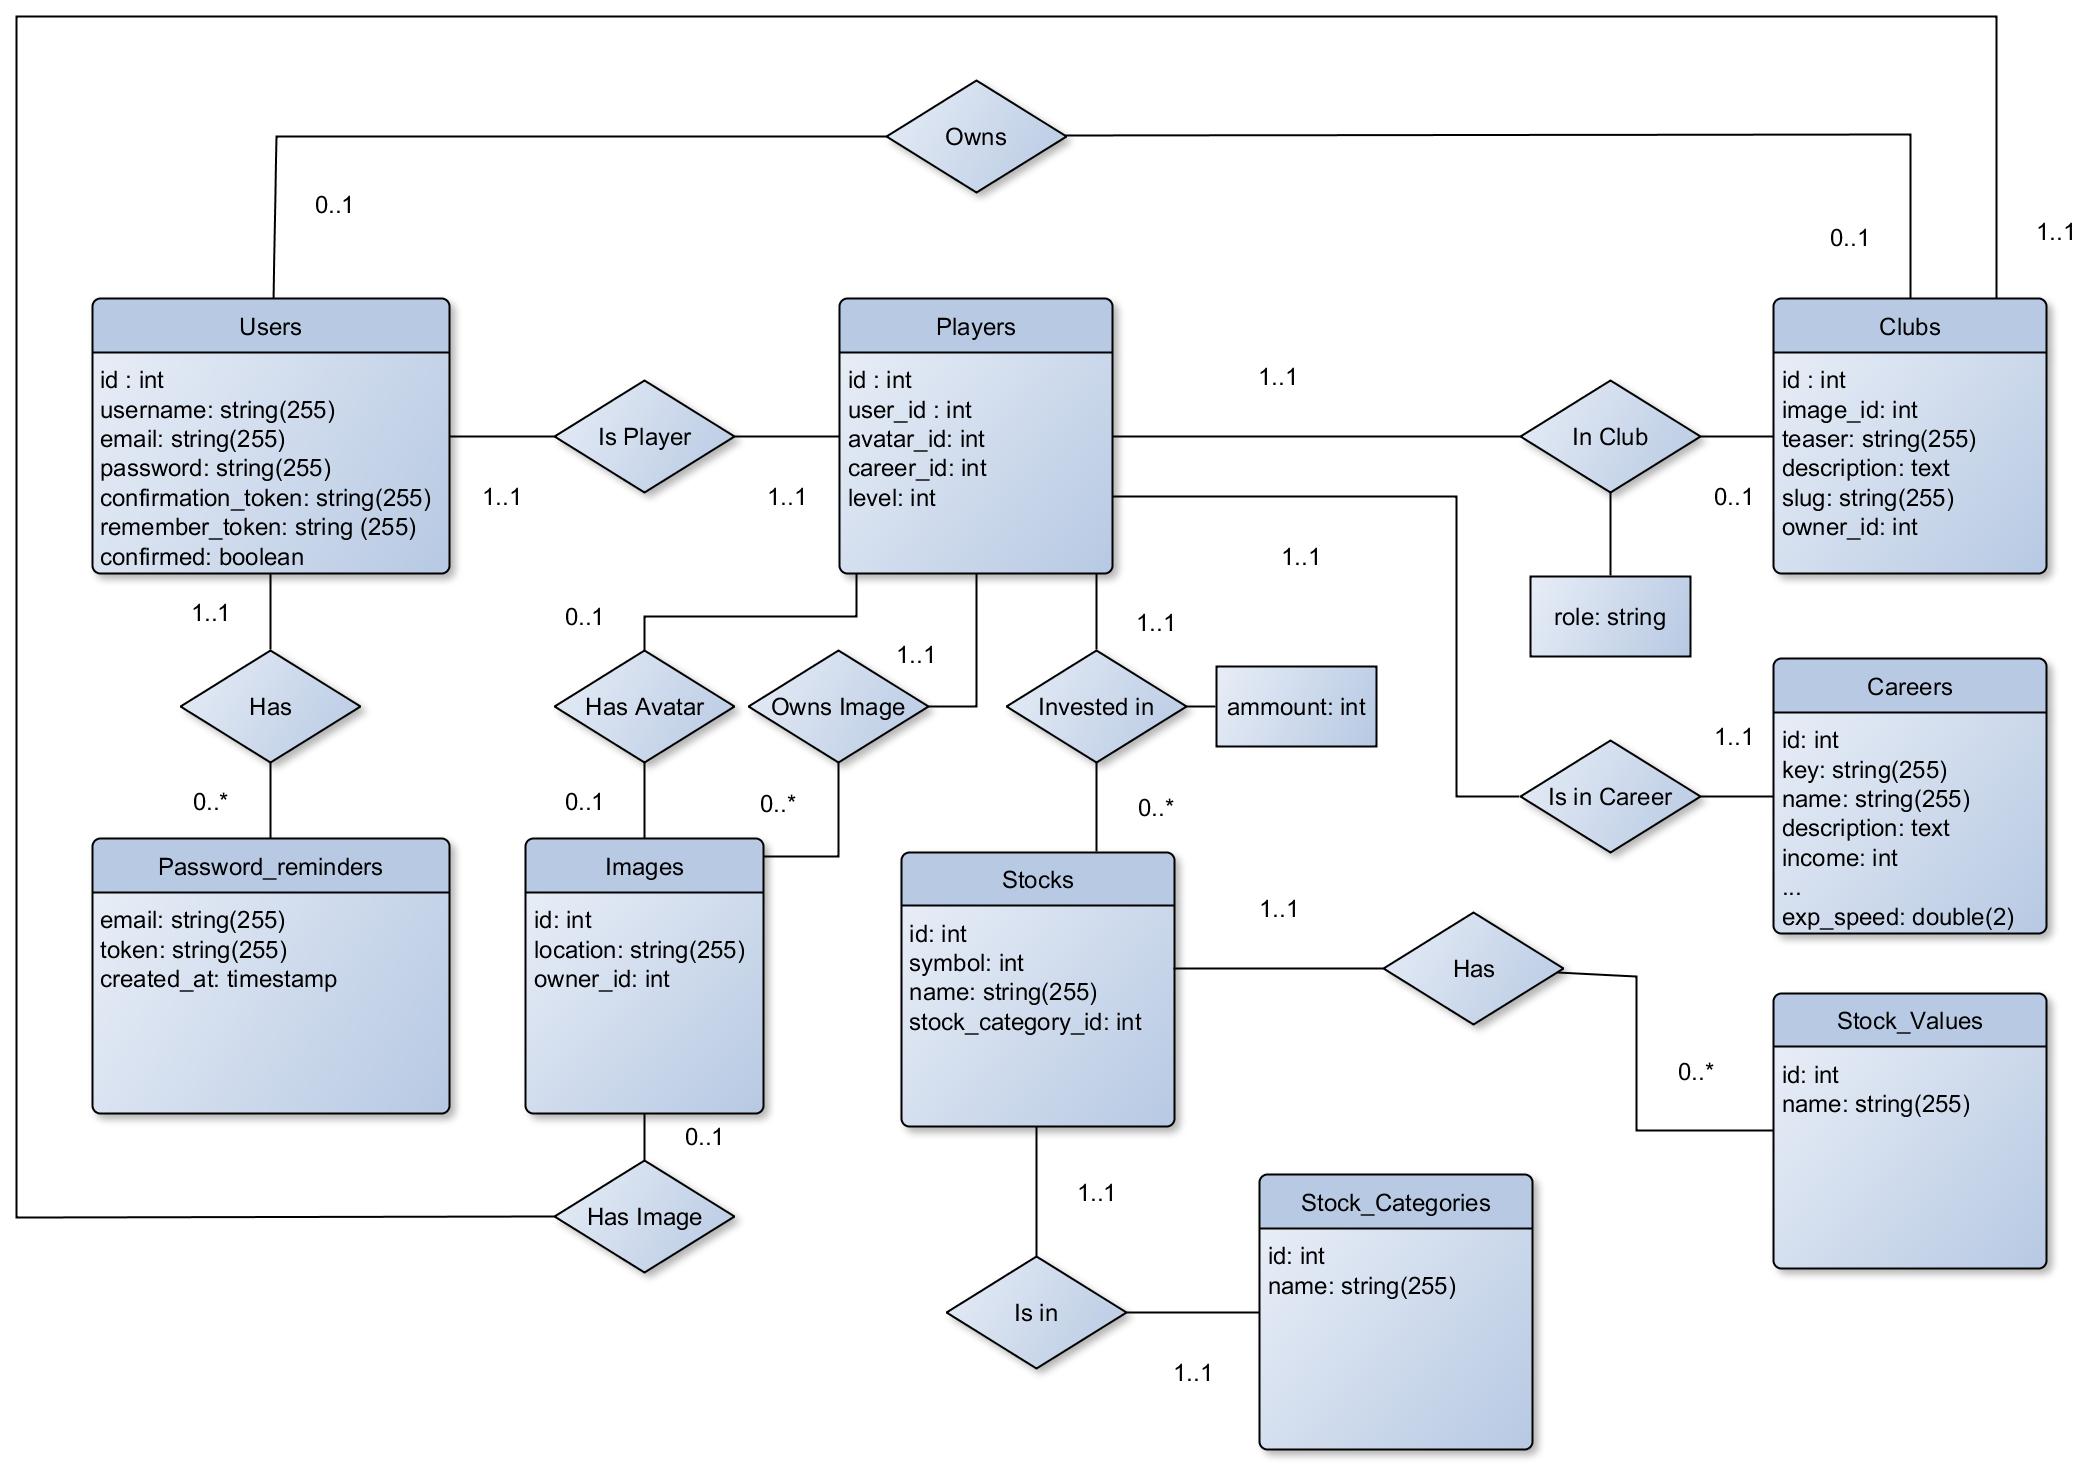 Owns
0..1
0..1
1..1
Users
id : int
username: string(255)
email: string(255)
password: string(255)
confirmation_token: string(255)
remember_token: string (255)
confirmed: boolean
Is Player
1..1
1..1
Players
id : int
user_id : int
avatar_id: int
career_id: int
level: int
1..1
In Club
0..1
role: string
Clubs
id : int
image_id: int
teaser: string(255)
description: text
slug: string(255)
owner_id: int
1..1
1..1
Has
0..*
0..1
Has Avatar
0..1
1..1
Owns Image
0..*
1..1
Invested in
ammount: int
0..*
Is in Career
1..1
Careers
id: int
key: string(255)
name: string(255)
description: text
income: int
...
exp_speed: double(2)
Password_reminders
email: string(255)
token: string(255)
created_at: timestamp
Images
id: int
location: string(255)
owner_id: int
Stocks
id: int
symbol: int
name: string(255)
stock_category_id: int
1..1
Has
0..*
Stock_Values
id: int
name: string(255)
0..1
Has Image
1..1
Is in
1..1
Stock_Categories
id: int
name: string(255)